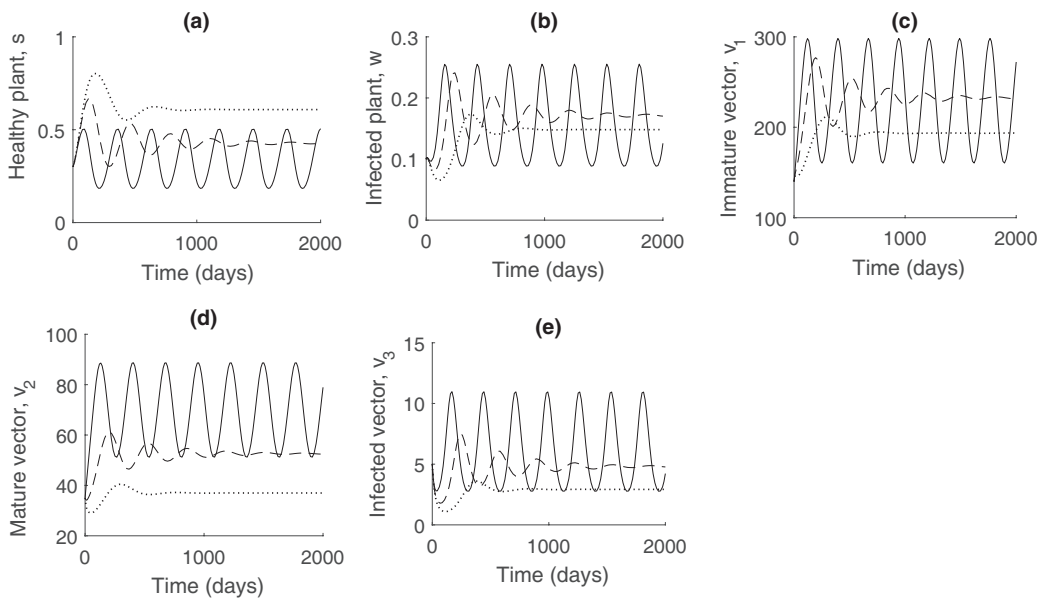 (a)
Healthy plant, s
1
0.5
0
0
1000
2000
Time (days)
(b)
Infected plant, w
0.3
0.2
0.1
0
0
1000
2000
Time (days)
(c)
Immature vector, v₁
300
200
100
0
1000
2000
Time (days)
(d)
Mature vector, v₂
100
80
60
40
20
0
1000
2000
Time (days)
(e)
Infected vector, v₃
15
10
5
0
0
1000
2000
Time (days)